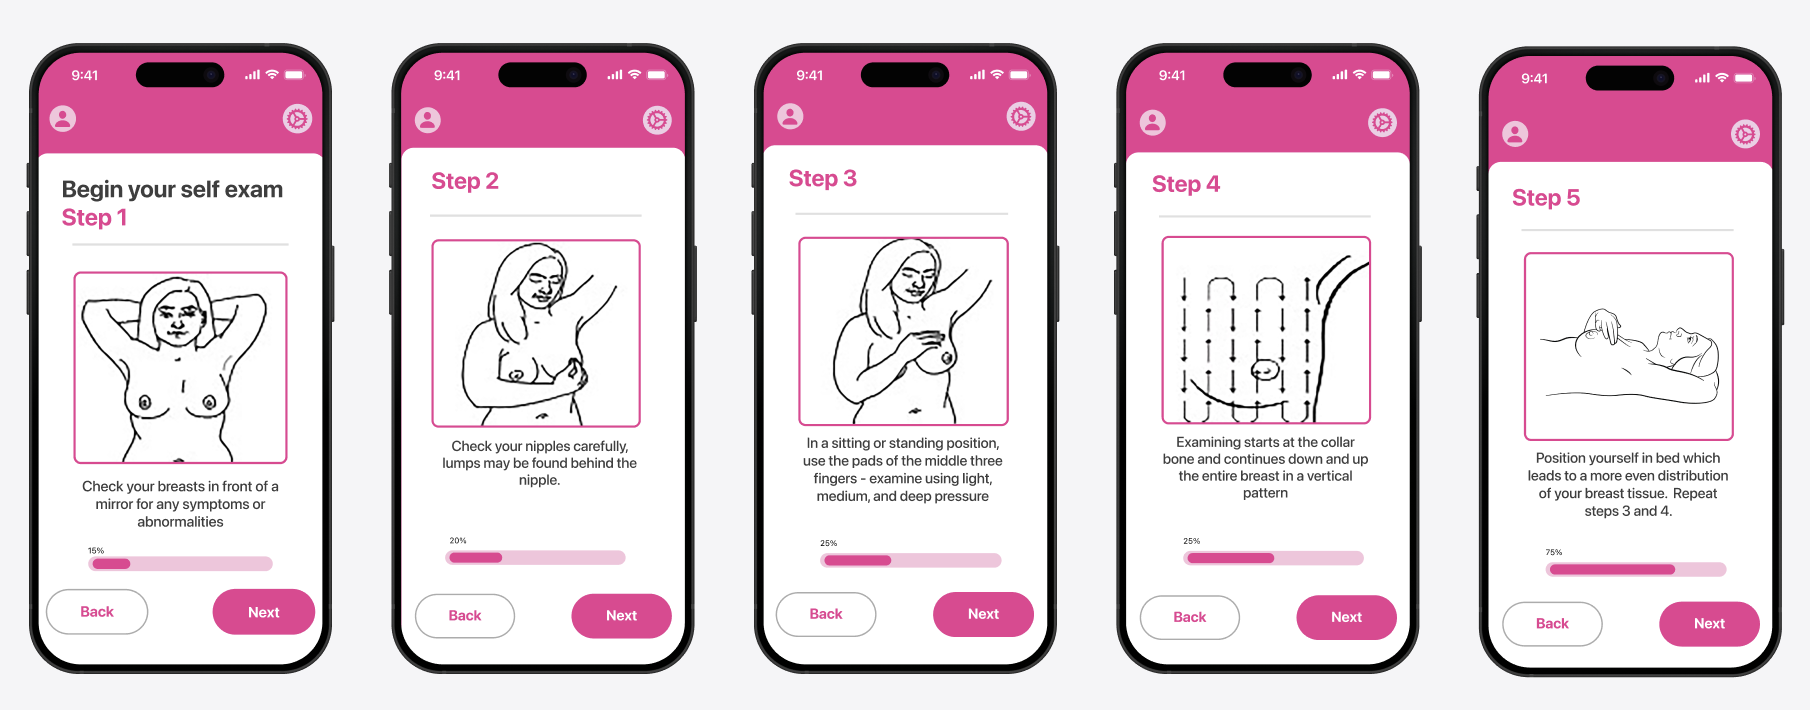 9:41
Begin your self exam
Step 1
Check your breasts in front of a
mirror for any symptoms or
abnormalities
15%
Back
Next
9:41
Step 2
Check your nipples carefully,
lumps may be found behind the
nipple.
20%
Back
Next
9:41
Step 3
In a sitting or standing position,
use the pads of the middle three
fingers - examine using light,
medium, and deep pressure
25%
Back
Next
9:41
Step 4
Examining starts at the collar
bone and continues down and up
the entire breast in a vertical
pattern
25%
Back
Next
9:41
Step 5
Position yourself in bed which
leads to a more even distribution
of your breast tissue. Repeat
steps 3 and 4.
75%
Back
Next